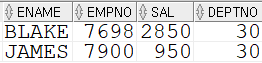 ENAME EMPNO SAL DEPTNO
BLAKE 7698 2850 30
JAMES 7900 950 30